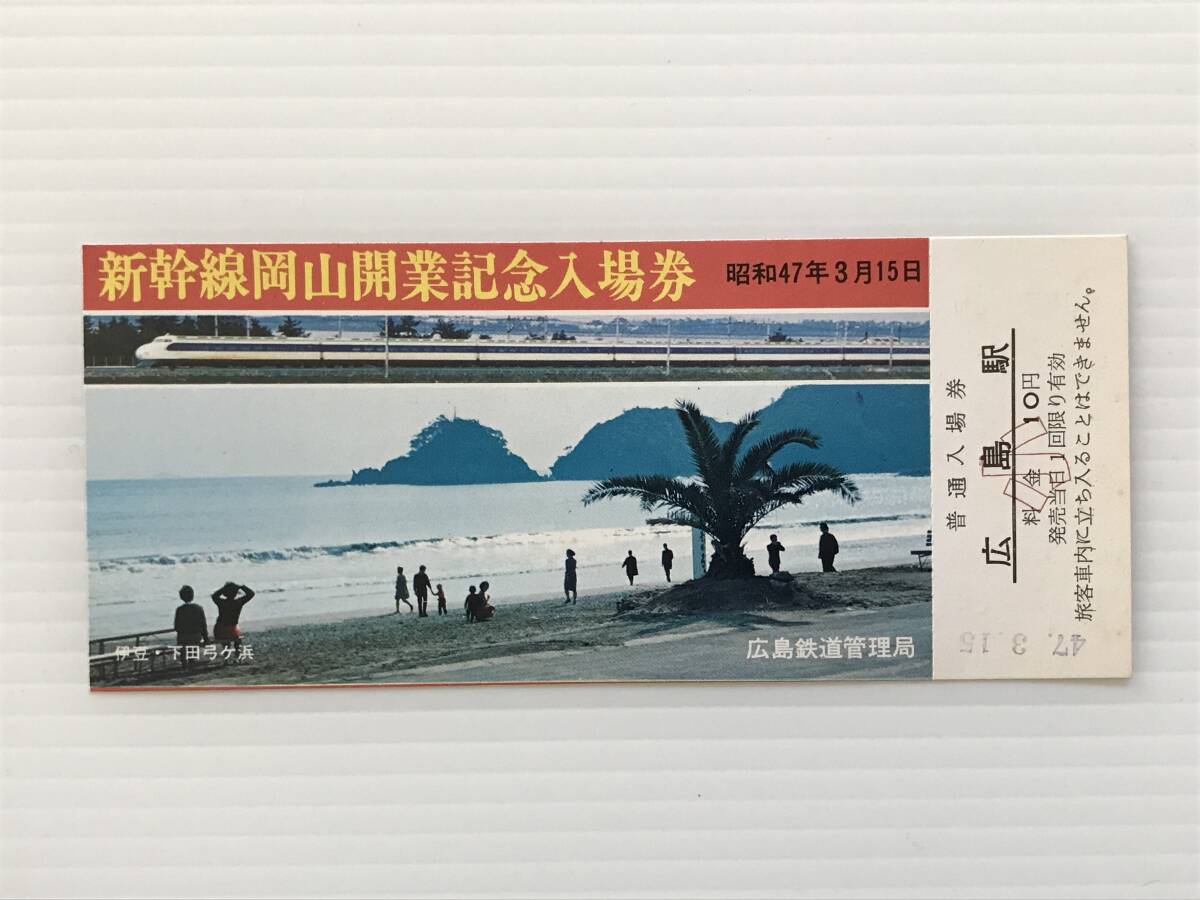 新幹線岡山開業記念入場券 昭和47年3月15日
伊豆・下田弓ケ浜
広島鉄道管理局
普通入場券
広島駅
料金 10円
発売当日1回限り有効
旅客車内に立ち入ることはできません。
47. 3. 15